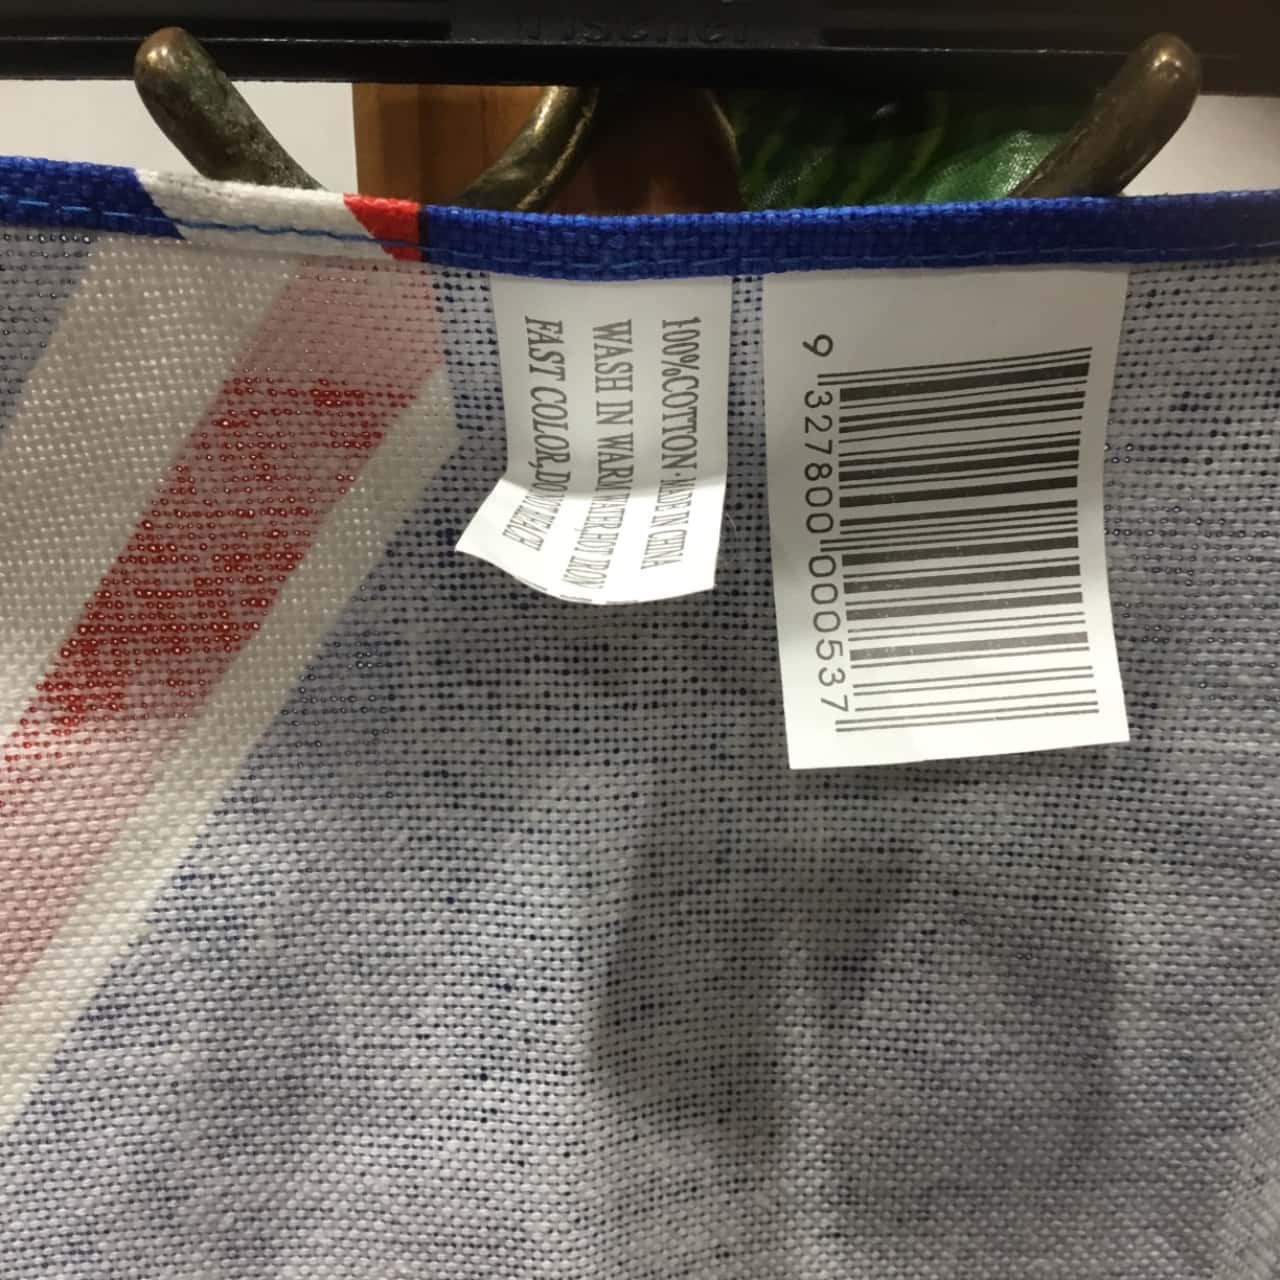 100%COTTON·MADE IN CHINA
WASH IN WARM WATER,HOT IRON
FAST COLOR,DO NOT BLEACH
9 327800 000537